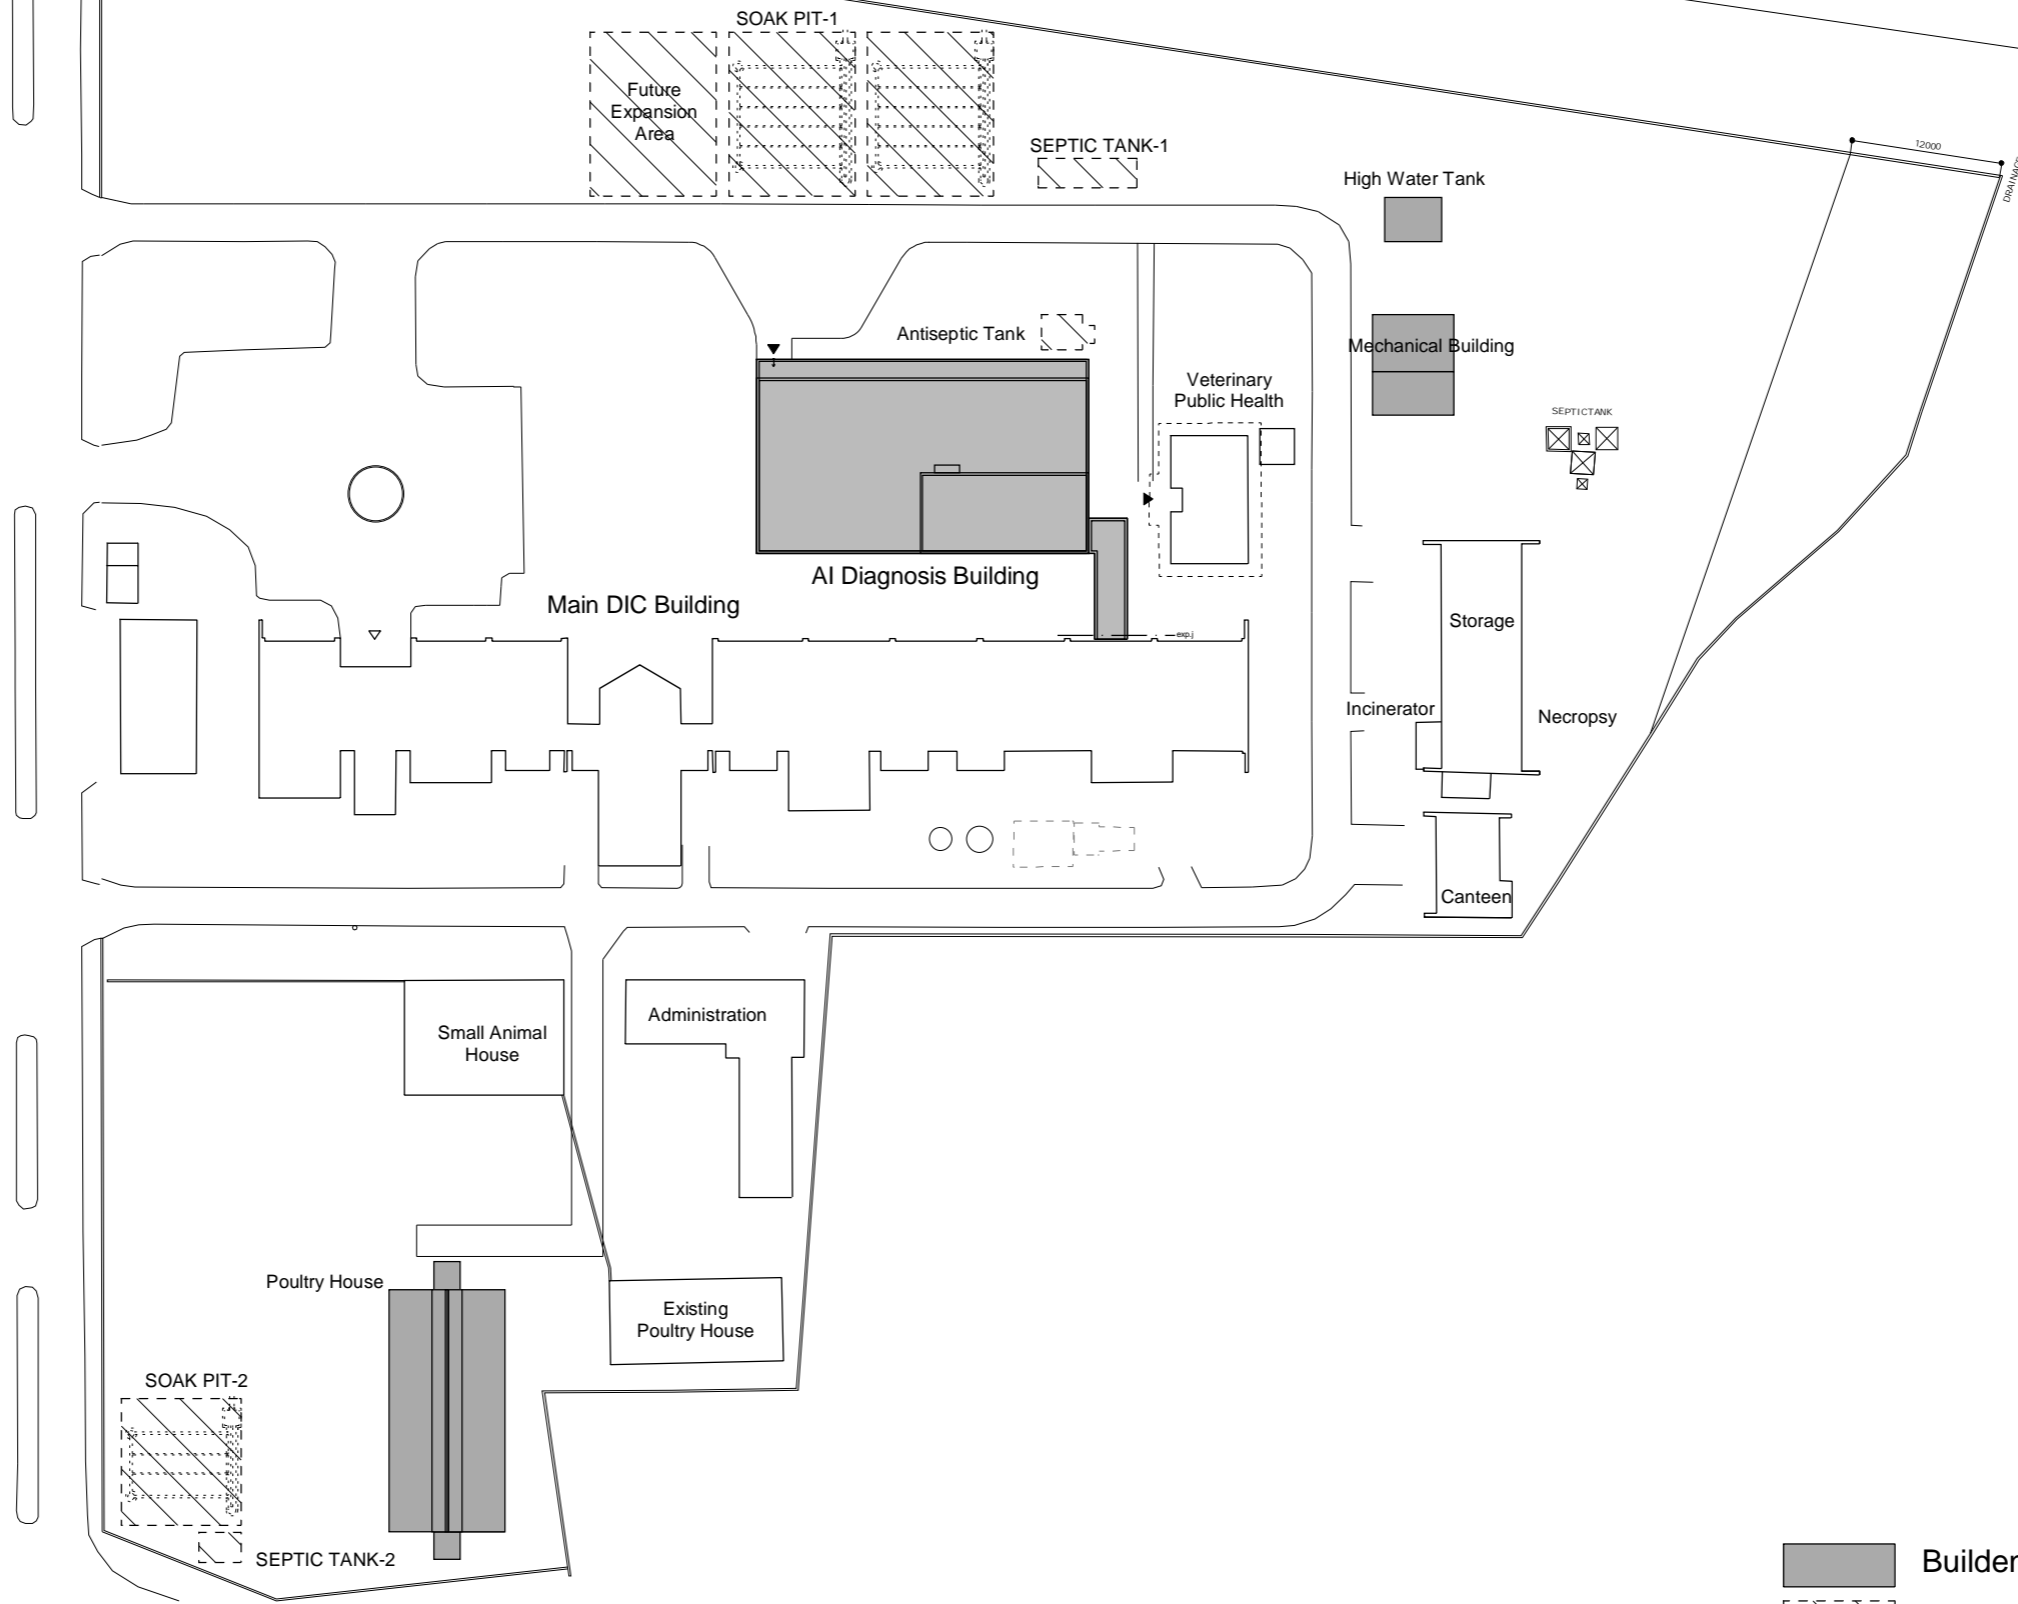 SOAK PIT-1
Future
Expansion
Area
SEPTIC TANK-1
12000
High Water Tank
Antiseptic Tank
Mechanical Building
Veterinary
Public Health
SEPTICTANK
AI Diagnosis Building
Main DIC Building
exp.j
Storage
Incinerator
Necropsy
Canteen
Administration
Small Animal
House
Poultry House
Existing
Poultry House
SOAK PIT-2
SEPTIC TANK-2